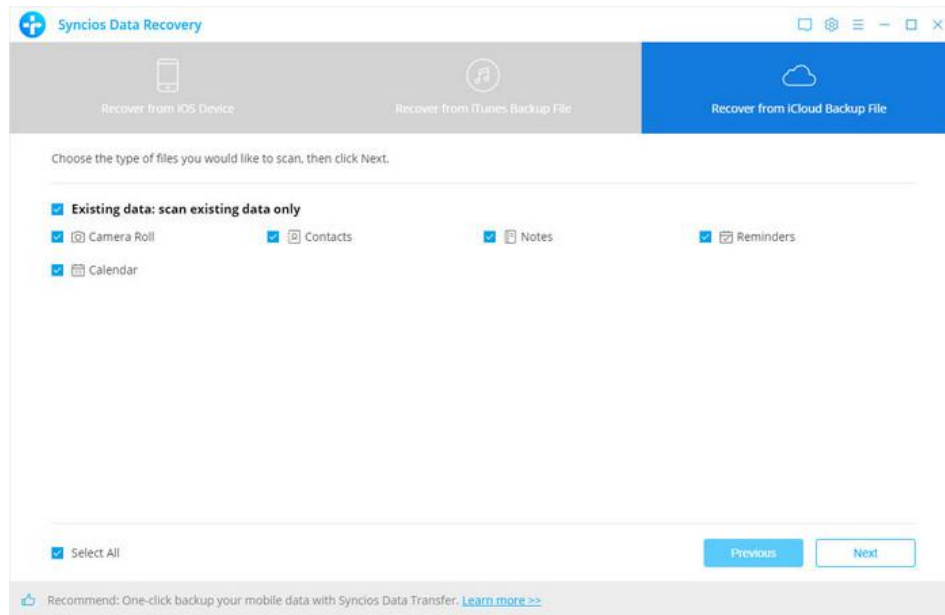 Syncios Data Recovery
Recover from iOS Device
Recover from iTunes Backup File
Recover from iCloud Backup File
Choose the type of files you would like to scan, then click Next.
Existing data: scan existing data only
Camera Roll
Contacts
Notes
Reminders
Calendar
Select All
Previous
Next
Recommend: One-click backup your mobile data with Syncios Data Transfer. Learn more >>